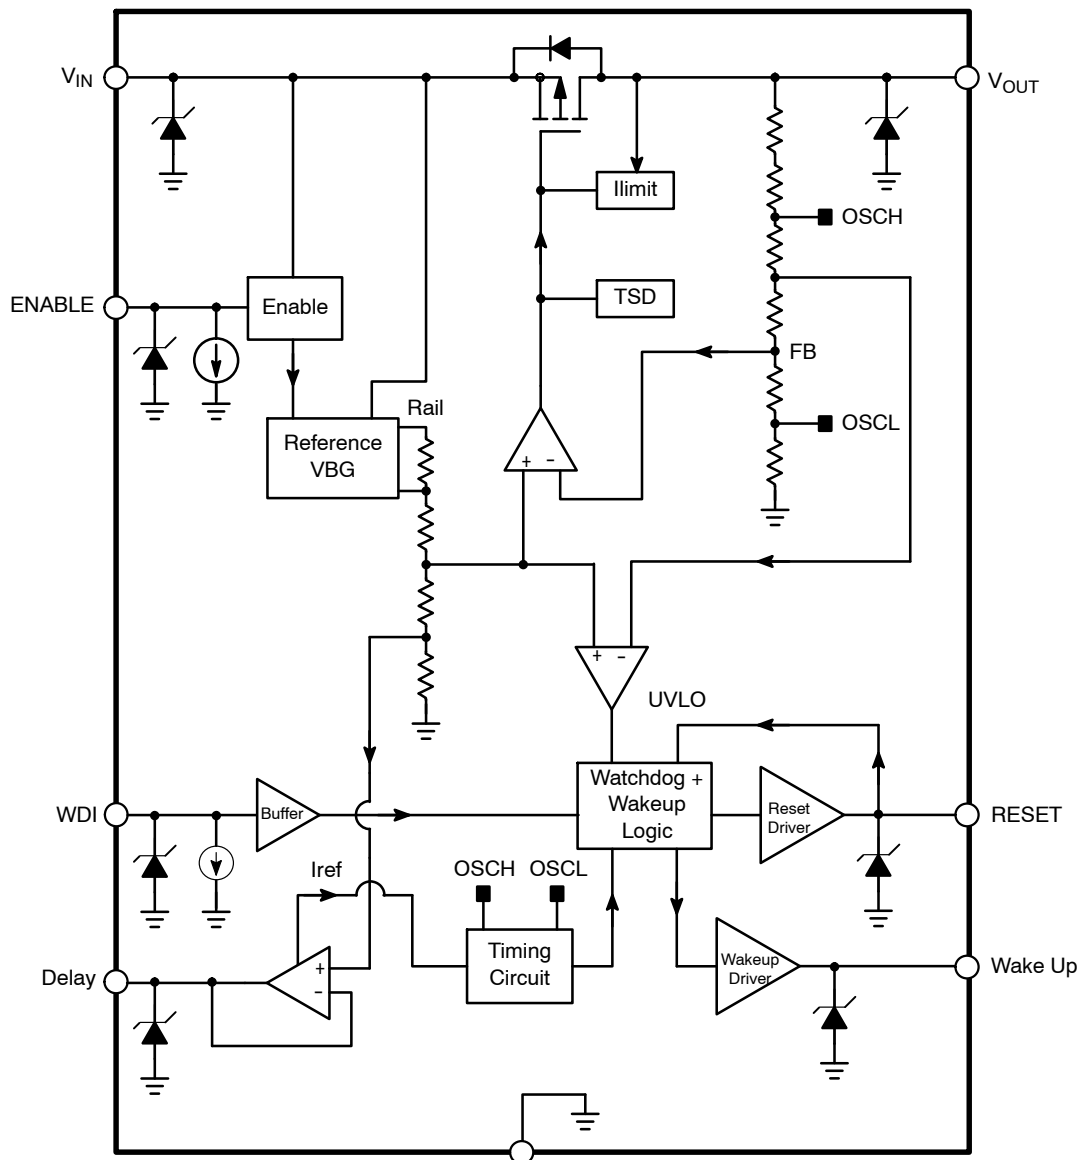 VIN
VOUT
Ilimit
OSCH
ENABLE
Enable
TSD
FB
Rail
Reference
VBG
+ −
OSCL
+ −
UVLO
Watchdog +
Wakeup
Logic
WDI
Buffer
Reset
Driver
RESET
Iref
OSCH
OSCL
Timing
Circuit
Delay
+
−
Wakeup
Driver
Wake Up